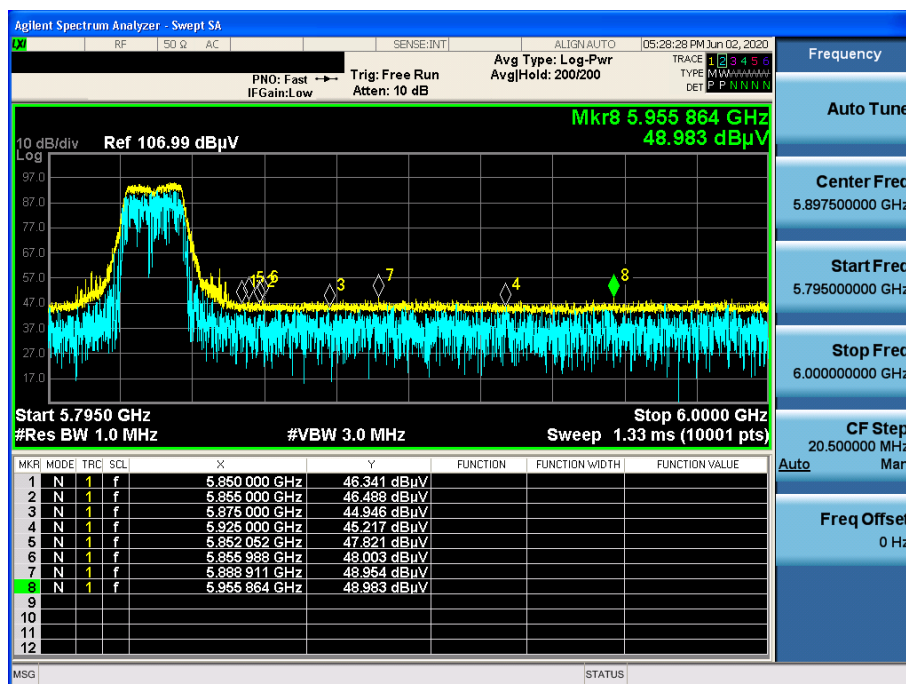 Agilent Spectrum Analyzer - Swept SA
LXI RF 50 Ω AC SENSE:INT ALIGN AUTO 05:28:28 PM Jun 02, 2020
Frequency
PNO: Fast
IFGain:Low
Trig: Free Run
Atten: 10 dB
Avg Type: Log-Pwr
Avg|Hold: 200/200
TRACE 1 2 3 4 5 6
TYPE
DET P P N N N N
Auto Tune
Mkr8 5.955 864 GHz
48.983 dBµV
10 dB/div
Log
Ref 106.99 dBµV
97.0
87.0
77.0
67.0
57.0
47.0
37.0
27.0
17.0
5 6
2
3
7
4
8
Start 5.7950 GHz
Stop 6.0000 GHz
#Res BW 1.0 MHz
#VBW 3.0 MHz
Sweep 1.33 ms (10001 pts)
MKR MODE TRC SCL X Y FUNCTION FUNCTION WIDTH FUNCTION VALUE
1 N 1 f 5.850 000 GHz 46.341 dBµV
2 N 1 f 5.855 000 GHz 46.488 dBµV
3 N 1 f 5.875 000 GHz 44.946 dBµV
4 N 1 f 5.925 000 GHz 45.217 dBµV
5 N 1 f 5.852 052 GHz 47.821 dBµV
6 N 1 f 5.855 988 GHz 48.003 dBµV
7 N 1 f 5.888 911 GHz 48.954 dBµV
8 N 1 f 5.955 864 GHz 48.983 dBµV
9
10
11
12
Center Freq
5.897500000 GHz
Start Freq
5.795000000 GHz
Stop Freq
6.000000000 GHz
CF Step
20.500000 MHz
Auto Man
Freq Offset
0 Hz
MSG STATUS